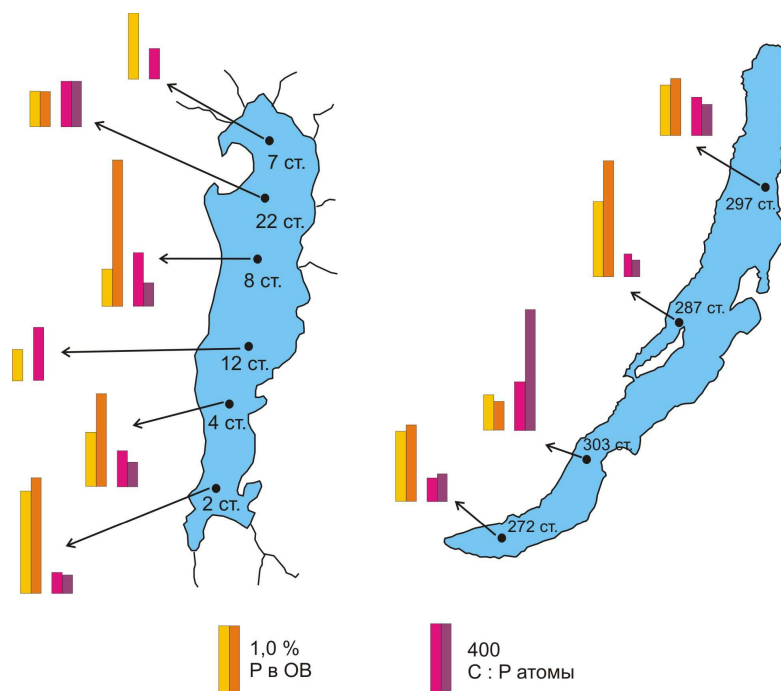 7 ст.
22 ст.
8 ст.
12 ст.
4 ст.
2 ст.
297 ст.
287 ст.
303 ст.
272 ст.
1,0 %
Р в ОВ
400
С : Р атомы